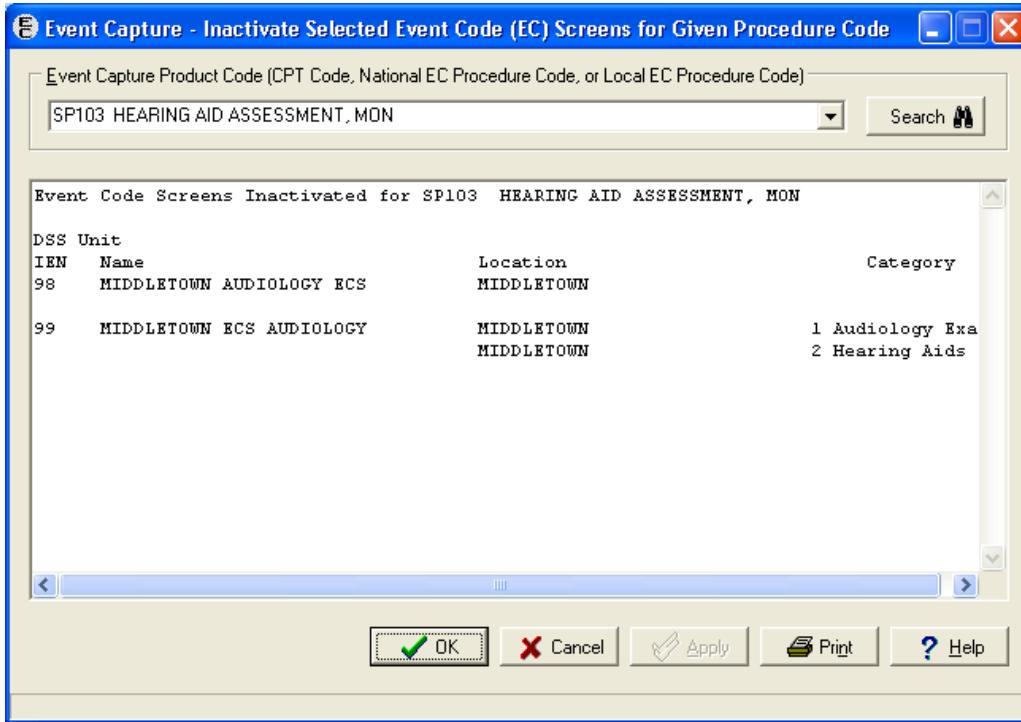 Event Capture - Inactivate Selected Event Code (EC) Screens for Given Procedure Code
Event Capture Product Code (CPT Code, National EC Procedure Code, or Local EC Procedure Code)
SP103 HEARING AID ASSESSMENT, MON
Search
Event Code Screens Inactivated for SP103 HEARING AID ASSESSMENT, MON
DSS Unit
IEN Name Location Category
98 MIDDLETOWN AUDIOLOGY ECS MIDDLETOWN
99 MIDDLETOWN ECS AUDIOLOGY MIDDLETOWN 1 Audiology Exa
MIDDLETOWN 2 Hearing Aids
OK Cancel Apply Print ? Help